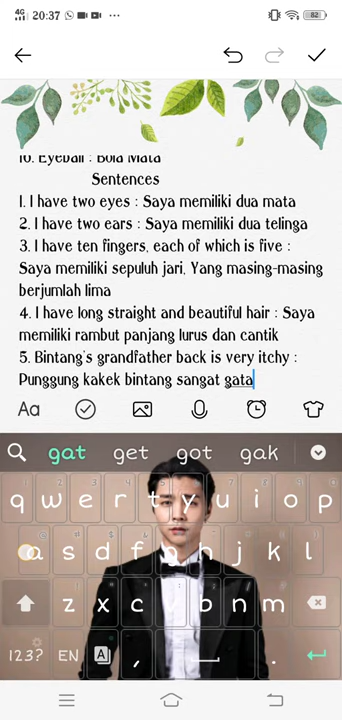 4G 20:37 82
10. Eyeball : Bola Mata
Sentences
1. I have two eyes : Saya memiliki dua mata
2. I have two ears : Saya memiliki dua telinga
3. I have ten fingers, each of which is five :
Saya memiliki sepuluh jari, Yang masing-masing
berjumlah lima
4. I have long straight and beautiful hair : Saya
memiliki rambut panjang lurus dan cantik
5. Bintang's grandfather back is very itchy :
Punggung kakek bintang sangat gata
Aa
gat get got gak
q w e r t y u i o p
a s d f g h j k l
z x c v b n m
123? EN A , .